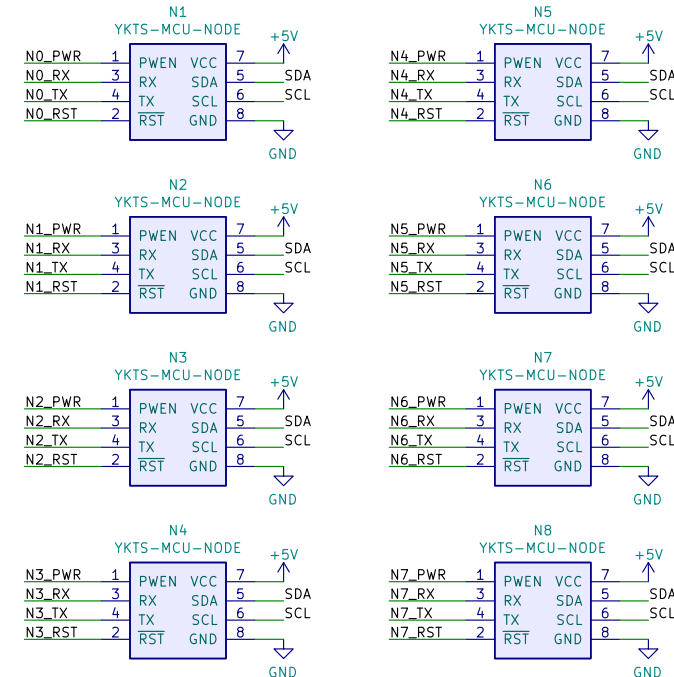 N1
YKTS-MCU-NODE
+5V
N0_PWR 1 PWEN VCC 7
N0_RX 3 RX SDA 5 SDA
N0_TX 4 TX SCL 6 SCL
N0_RST 2 RST GND 8
GND
N5
YKTS-MCU-NODE
+5V
N4_PWR 1 PWEN VCC 7
N4_RX 3 RX SDA 5 SDA
N4_TX 4 TX SCL 6 SCL
N4_RST 2 RST GND 8
GND
N2
YKTS-MCU-NODE
+5V
N1_PWR 1 PWEN VCC 7
N1_RX 3 RX SDA 5 SDA
N1_TX 4 TX SCL 6 SCL
N1_RST 2 RST GND 8
GND
N6
YKTS-MCU-NODE
+5V
N5_PWR 1 PWEN VCC 7
N5_RX 3 RX SDA 5 SDA
N5_TX 4 TX SCL 6 SCL
N5_RST 2 RST GND 8
GND
N3
YKTS-MCU-NODE
+5V
N2_PWR 1 PWEN VCC 7
N2_RX 3 RX SDA 5 SDA
N2_TX 4 TX SCL 6 SCL
N2_RST 2 RST GND 8
GND
N7
YKTS-MCU-NODE
+5V
N6_PWR 1 PWEN VCC 7
N6_RX 3 RX SDA 5 SDA
N6_TX 4 TX SCL 6 SCL
N6_RST 2 RST GND 8
GND
N4
YKTS-MCU-NODE
+5V
N3_PWR 1 PWEN VCC 7
N3_RX 3 RX SDA 5 SDA
N3_TX 4 TX SCL 6 SCL
N3_RST 2 RST GND 8
GND
N8
YKTS-MCU-NODE
+5V
N7_PWR 1 PWEN VCC 7
N7_RX 3 RX SDA 5 SDA
N7_TX 4 TX SCL 6 SCL
N7_RST 2 RST GND 8
GND